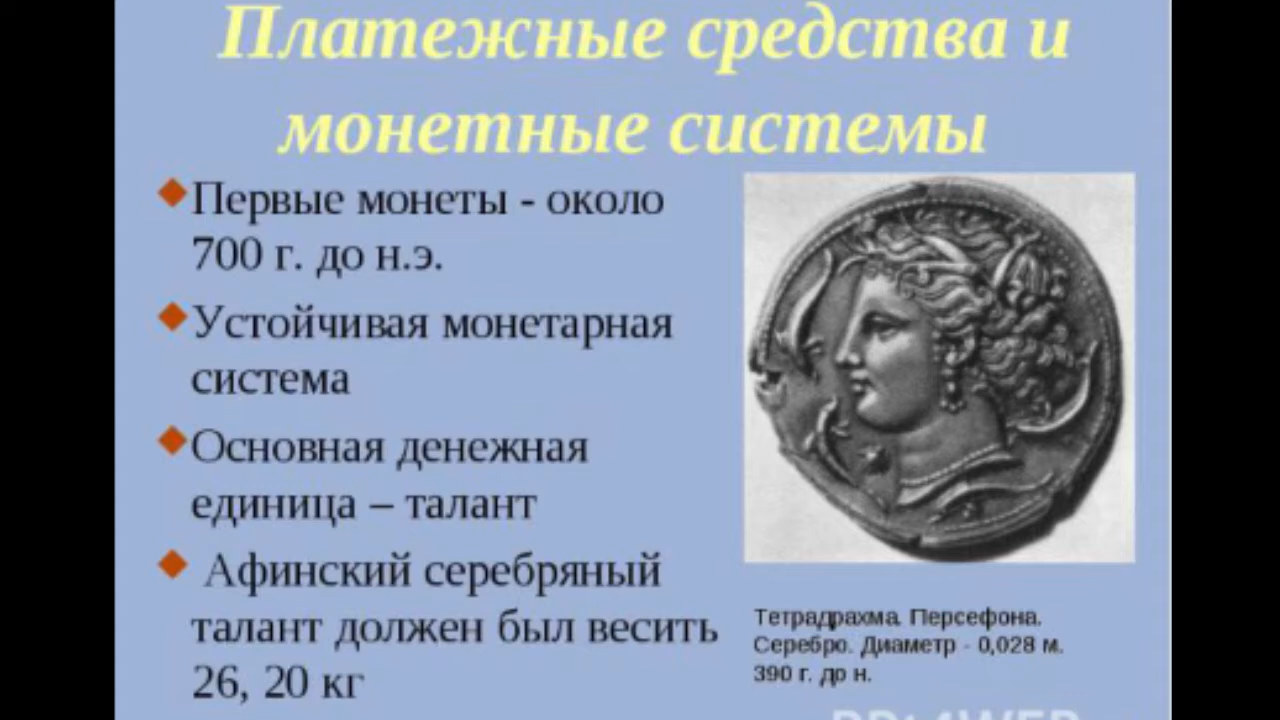 Платежные средства и
монетные системы
Первые монеты - около
700 г. до н.э.
Устойчивая монетарная
система
Основная денежная
единица – талант
Афинский серебряный
талант должен был весить
26, 20 кг
Тетрадрахма. Персефона.
Серебро. Диаметр - 0,028 м.
390 г. до н.